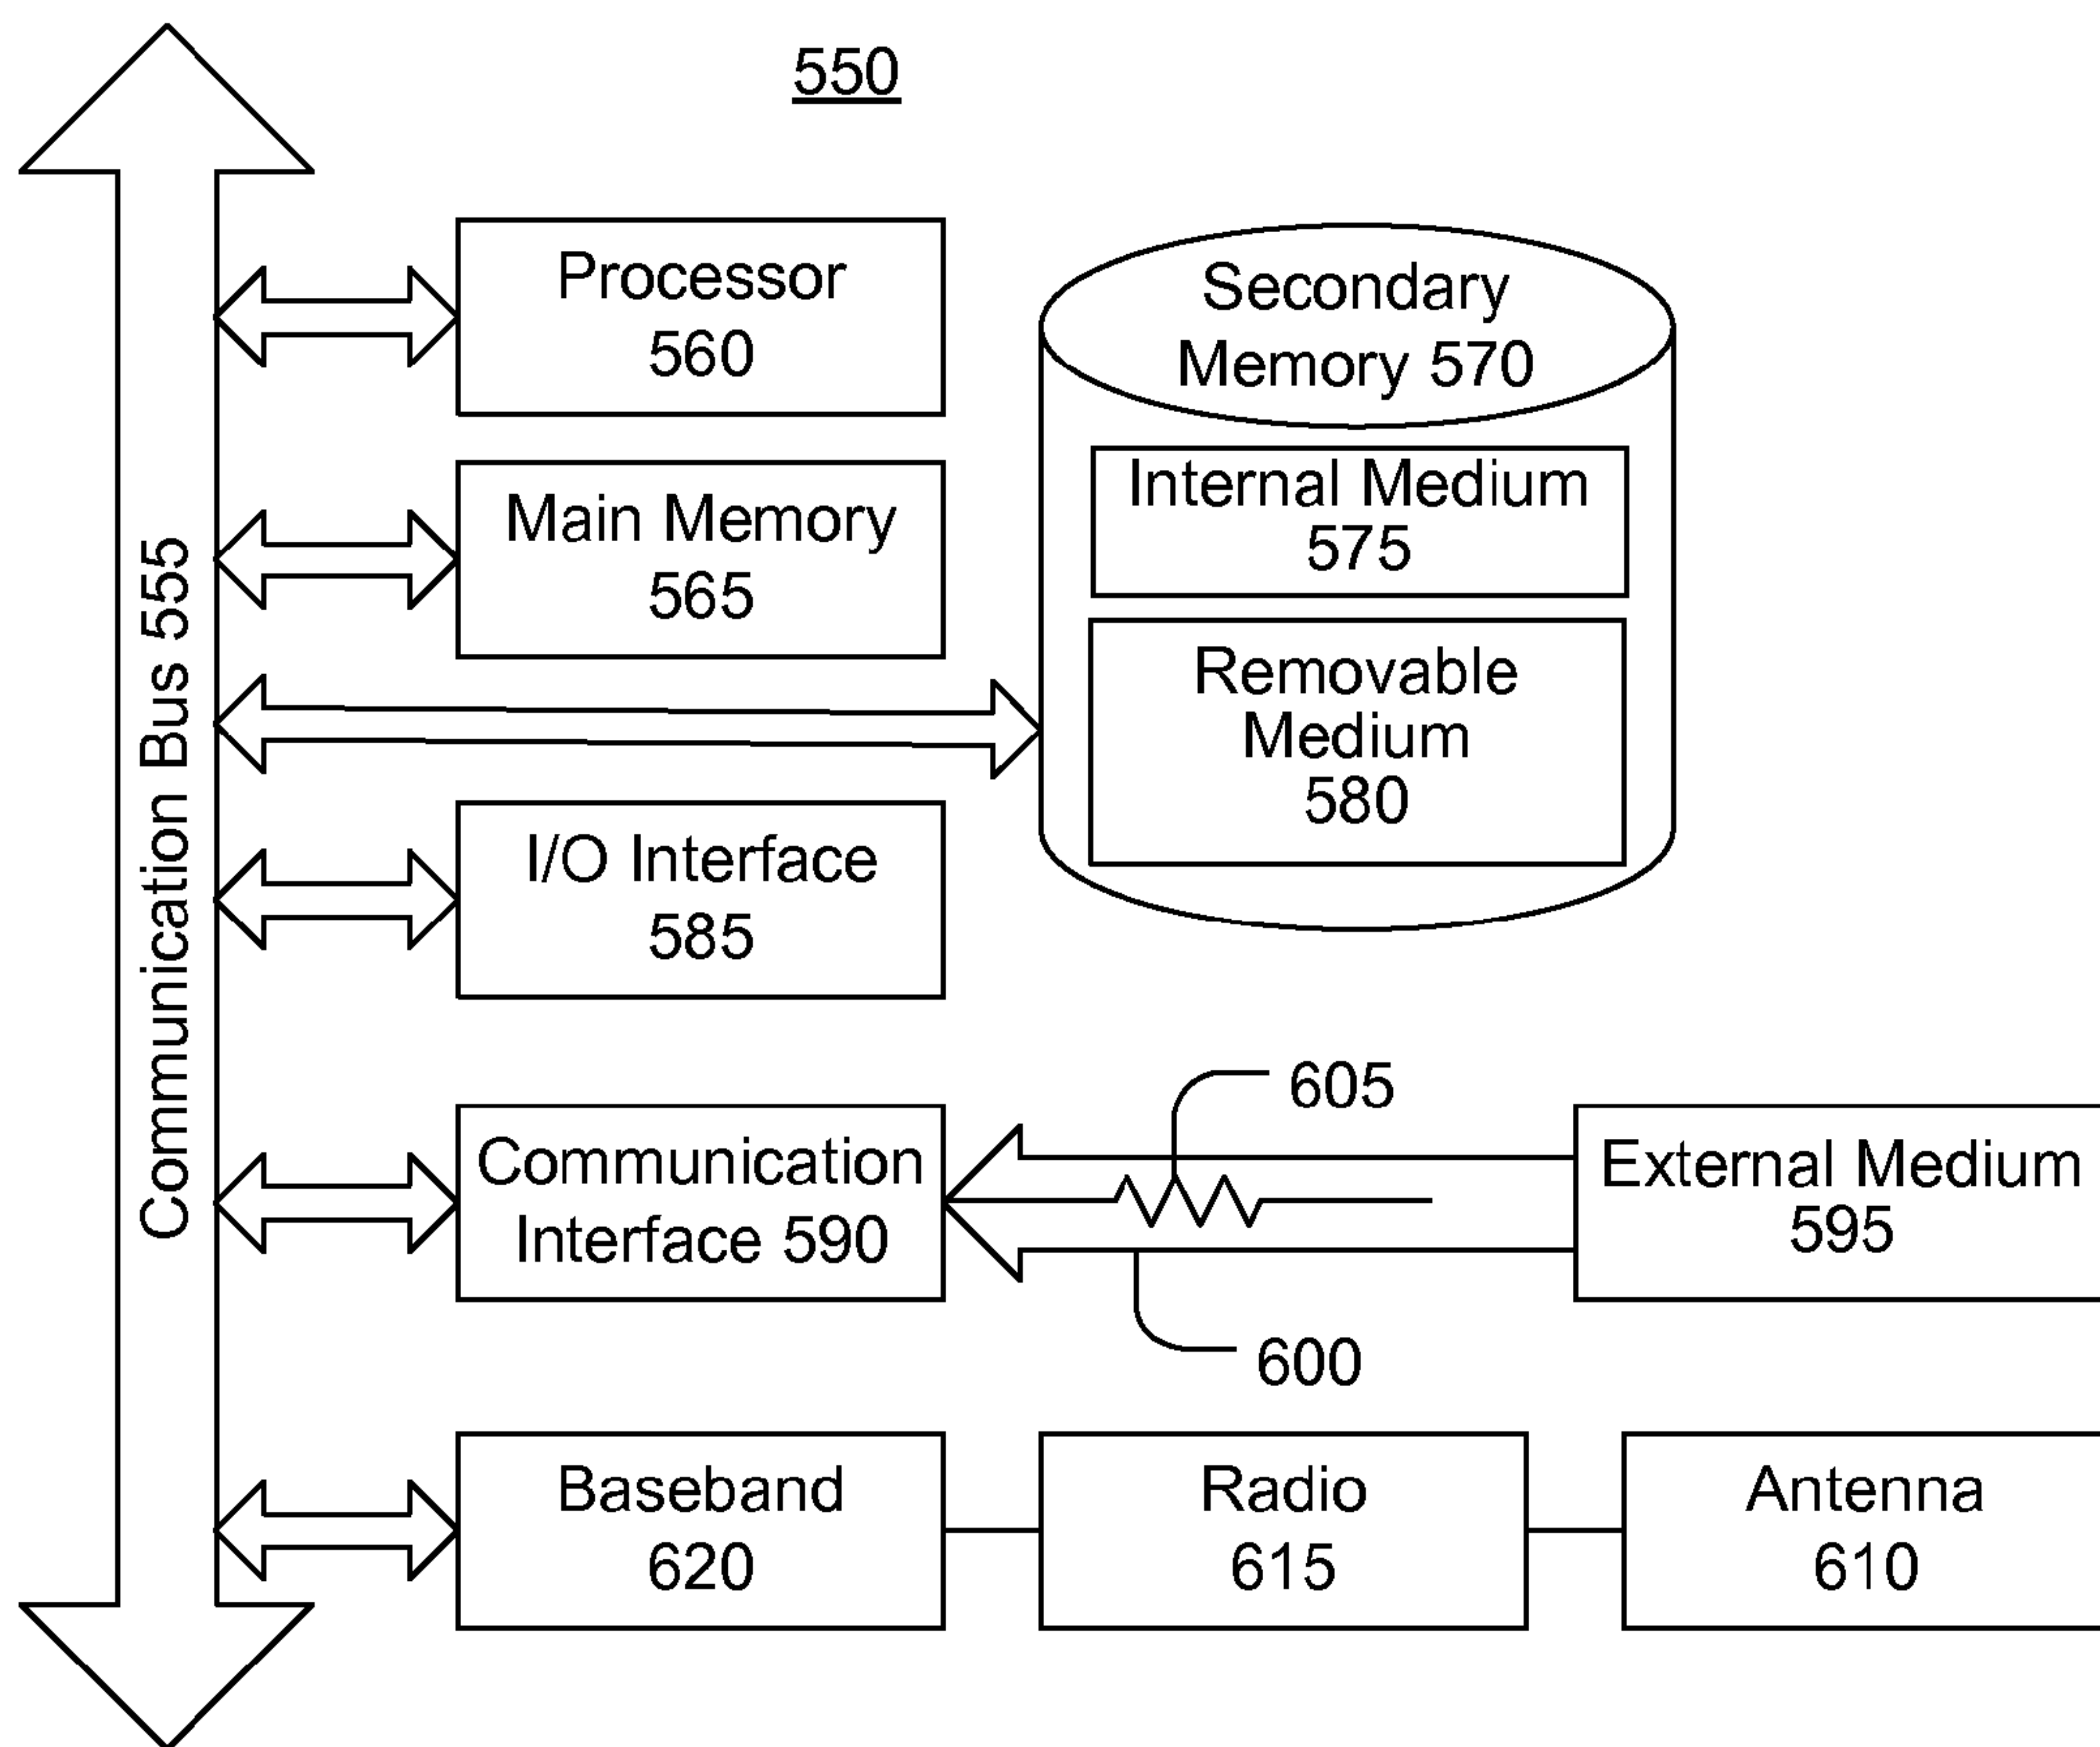 550
Communication Bus 555
Processor
560
Secondary
Memory 570
Main Memory
565
Internal Medium
575
Removable
Medium
580
I/O Interface
585
605
Communication
Interface 590
External Medium
595
600
Baseband
620
Radio
615
Antenna
610